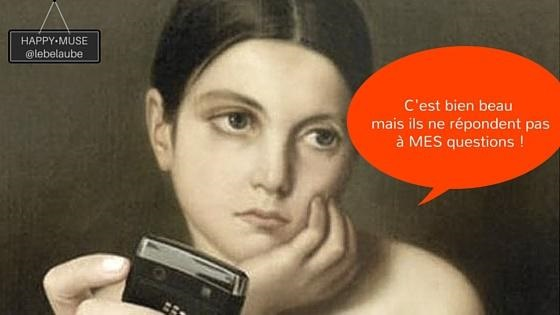 HAPPY•MUSE
@lebelaube
C'est bien beau
mais ils ne répondent pas
à MES questions !